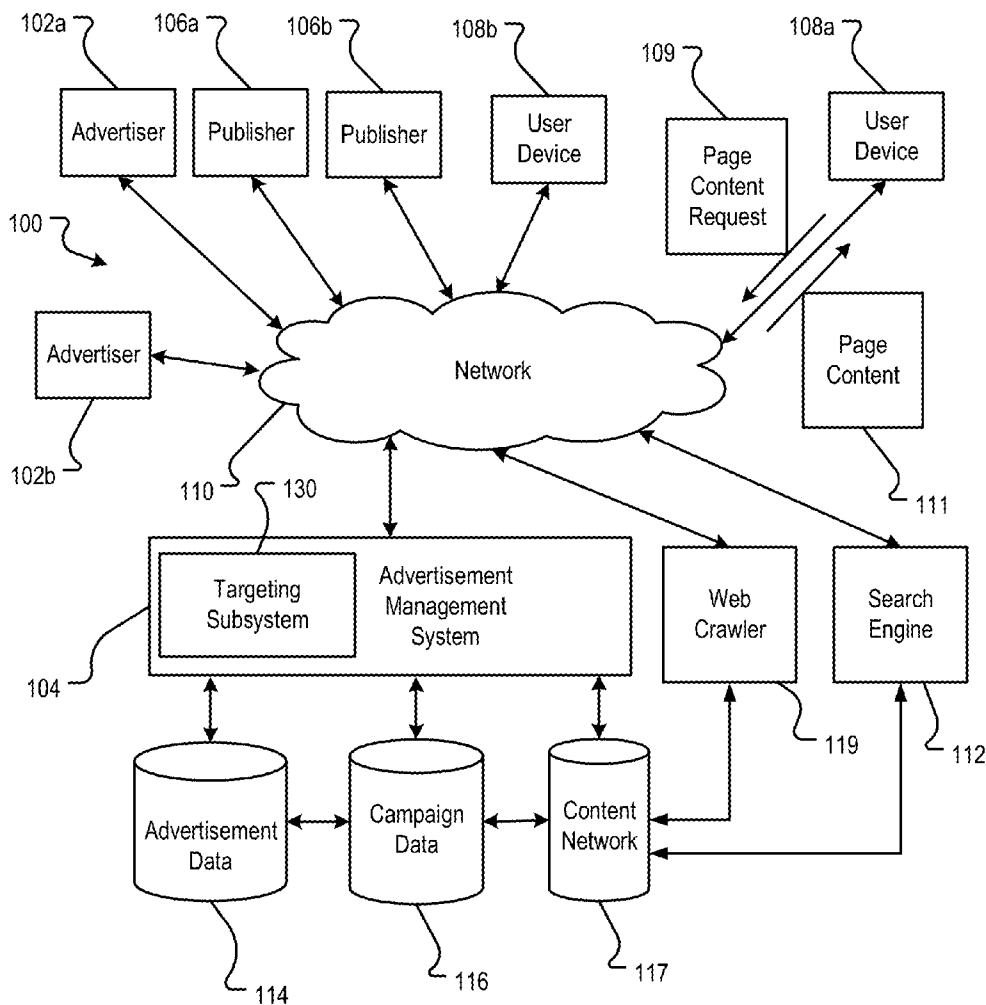 102a
106a
106b
108b
109
108a
Advertiser
Publisher
Publisher
User
Device
Page
Content
Request
User
Device
100
Advertiser
Network
Page
Content
102b
110
130
111
Targeting
Subsystem
Advertisement
Management
System
Web
Crawler
Search
Engine
104
119
112
Advertisement
Data
Campaign
Data
Content
Network
114
116
117